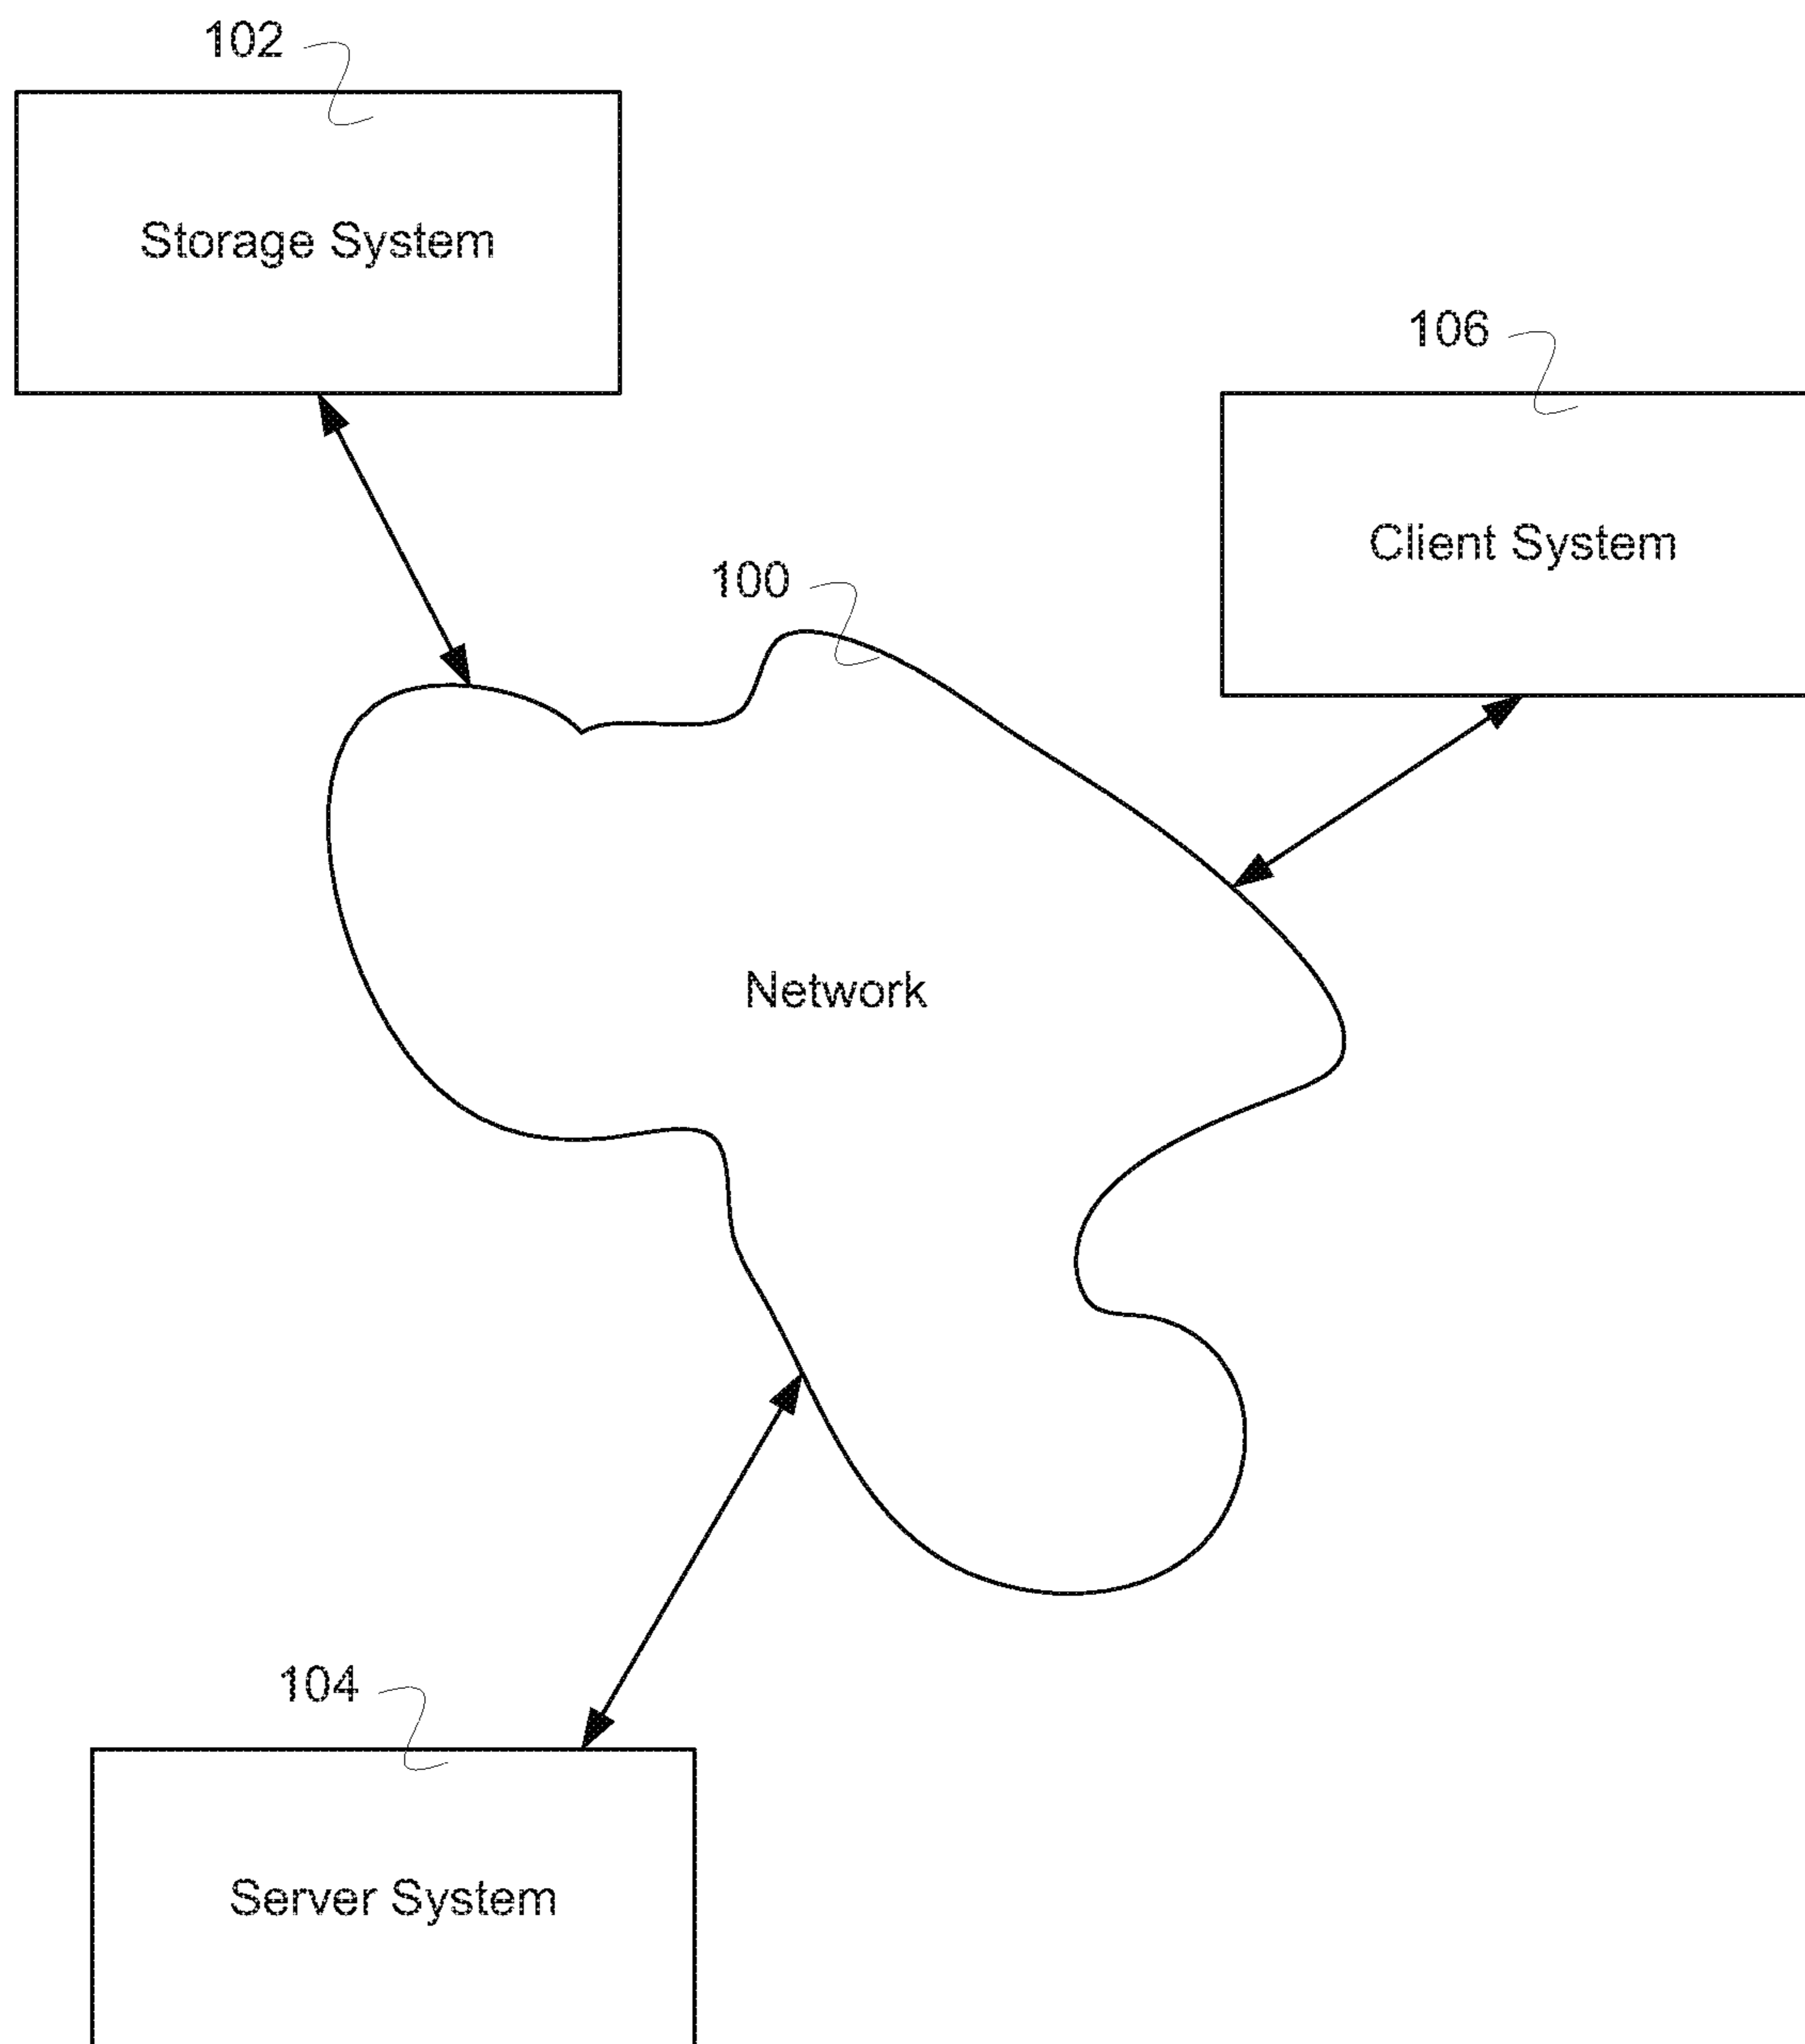 102
Storage System
106
Client System
100
Network
104
Server System